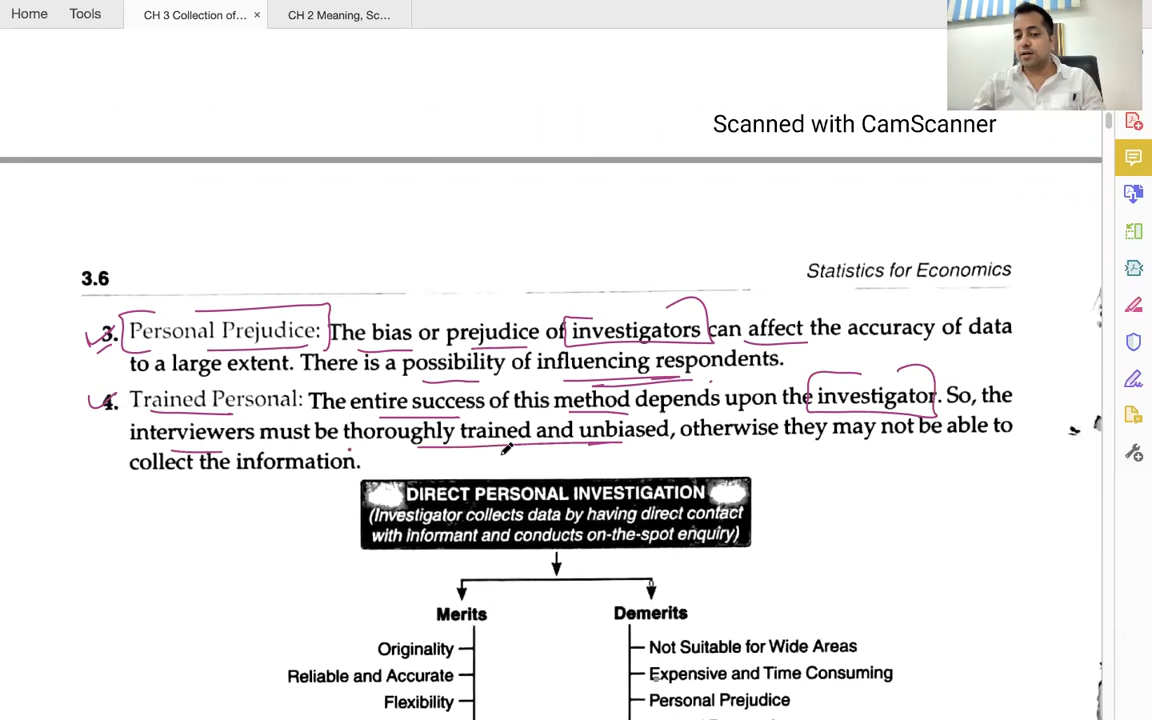 Home Tools CH 3 Collection of... × CH 2 Meaning, Sc...
Scanned with CamScanner
3.6 Statistics for Economics
3. Personal Prejudice: The bias or prejudice of investigators can affect the accuracy of data
to a large extent. There is a possibility of influencing respondents.
4. Trained Personal: The entire success of this method depends upon the investigator. So, the
interviewers must be thoroughly trained and unbiased, otherwise they may not be able to
collect the information.
DIRECT PERSONAL INVESTIGATION
(Investigator collects data by having direct contact
with Informant and conducts on-the-spot enquiry)
Merits Demerits
Originality Not Suitable for Wide Areas
Reliable and Accurate Expensive and Time Consuming
Flexibility Personal Prejudice